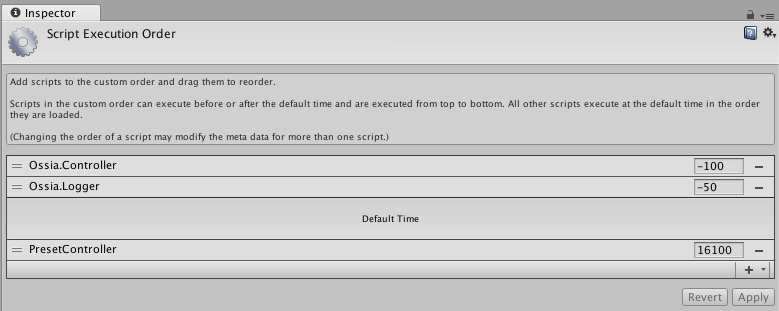 Inspector
Script Execution Order
Add scripts to the custom order and drag them to reorder.
Scripts in the custom order can execute before or after the default time and are executed from top to bottom. All other scripts execute at the default time in the order
they are loaded.
(Changing the order of a script may modify the meta data for more than one script.)
Ossia.Controller -100
Ossia.Logger -50
Default Time
PresetController 16100
Revert Apply